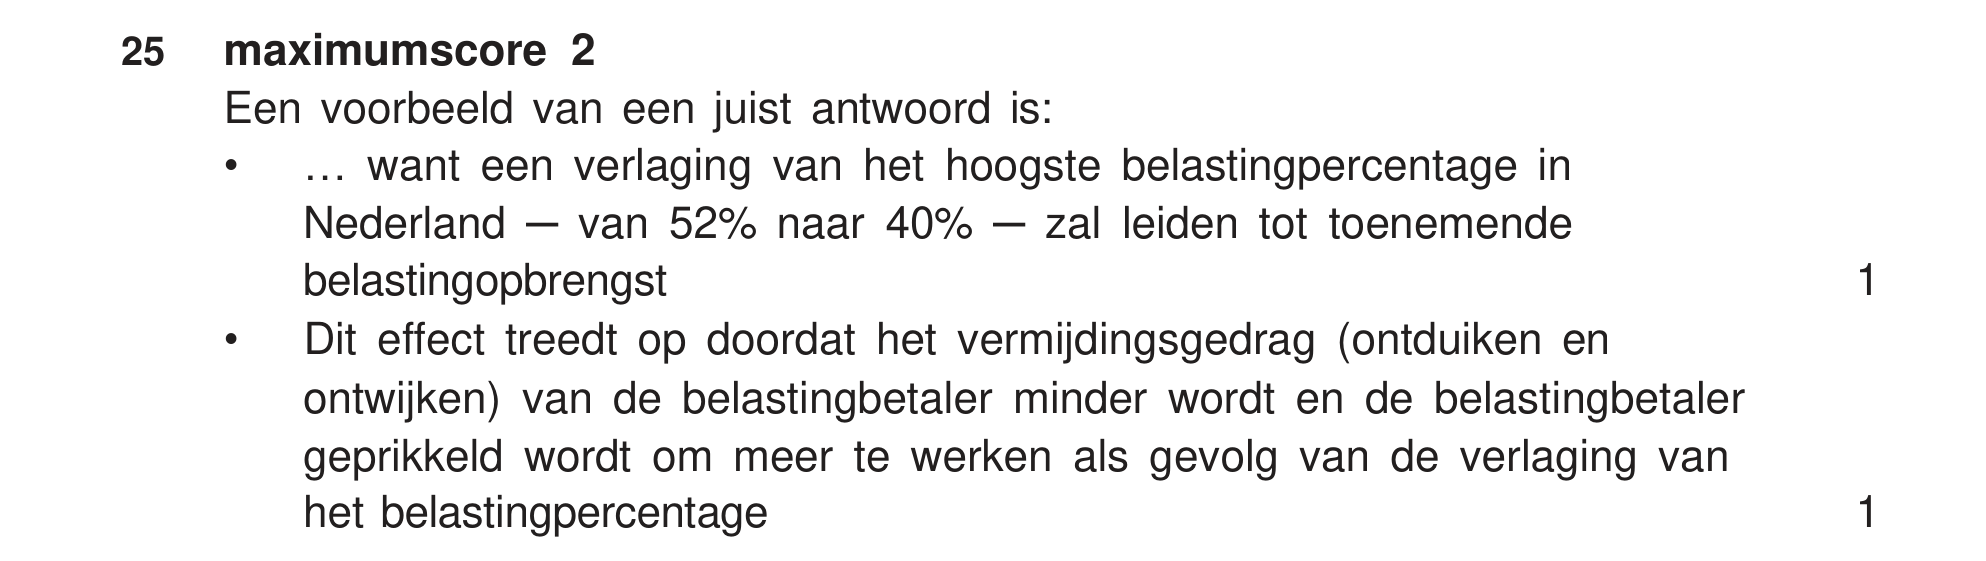 25 maximumscore 2
Een voorbeeld van een juist antwoord is:
• … want een verlaging van het hoogste belastingpercentage in
Nederland — van 52% naar 40% — zal leiden tot toenemende
belastingopbrengst 1
• Dit effect treedt op doordat het vermijdingsgedrag (ontduiken en
ontwijken) van de belastingbetaler minder wordt en de belastingbetaler
geprikkeld wordt om meer te werken als gevolg van de verlaging van
het belastingpercentage 1